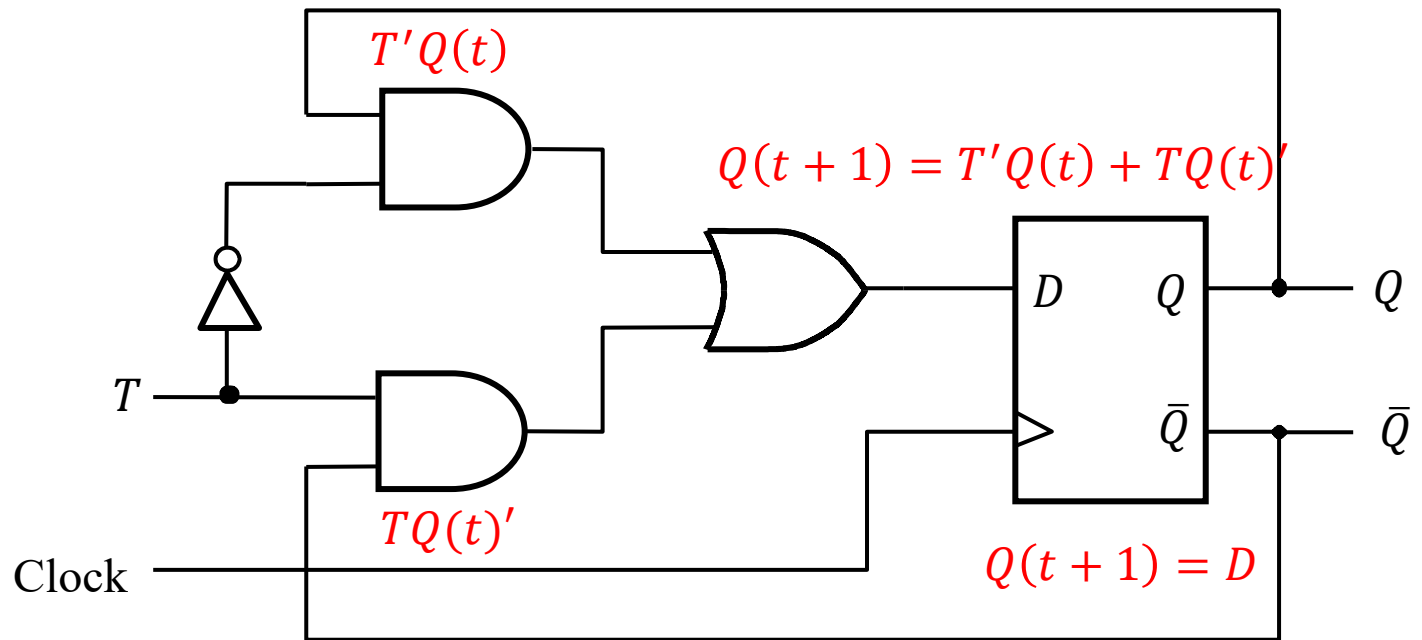 T′Q(t)
Q(t + 1) = T′Q(t) + TQ(t)′
D
Q
Q
T
Q̄
Q̄
TQ(t)′
Q(t + 1) = D
Clock